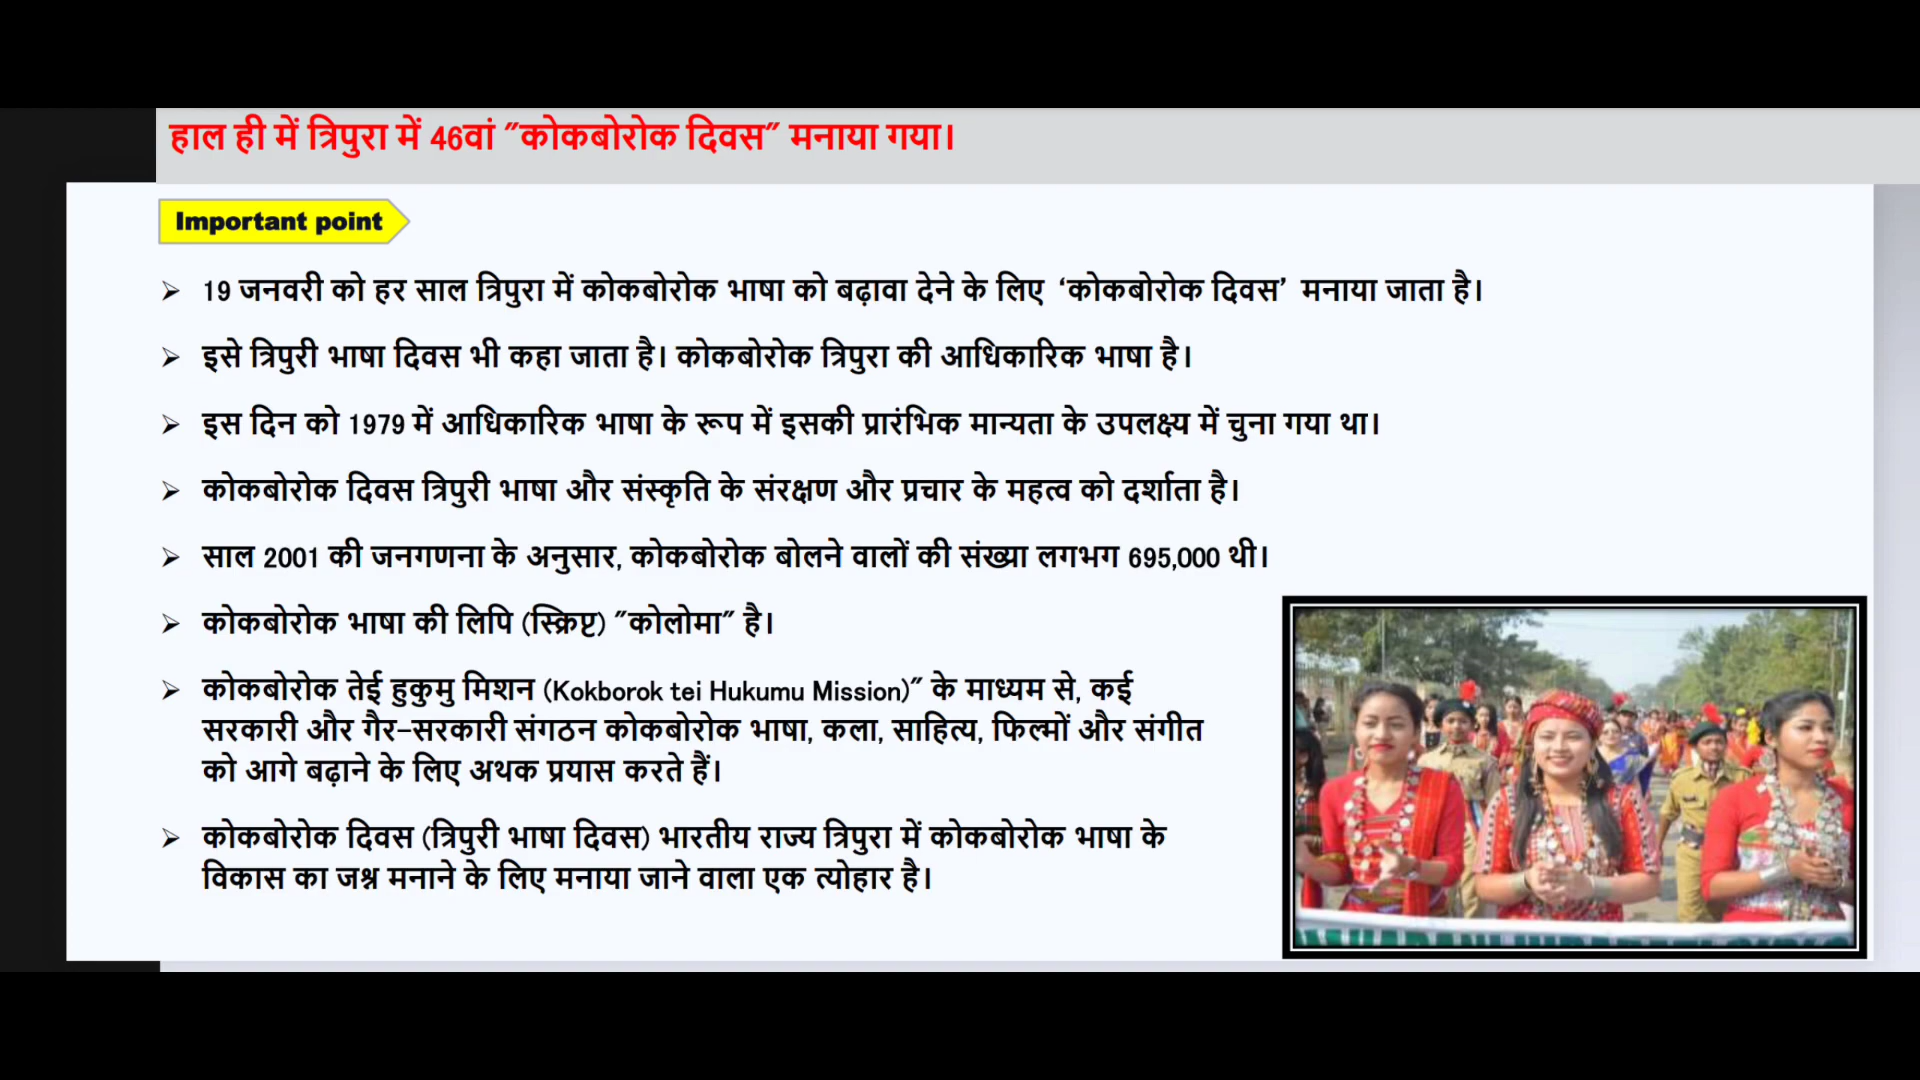 हाल ही में त्रिपुरा में 46वां "कोकबोरोक दिवस" मनाया गया।
Important point
➢ 19 जनवरी को हर साल त्रिपुरा में कोकबोरोक भाषा को बढ़ावा देने के लिए ‘कोकबोरोक दिवस’ मनाया जाता है।
➢ इसे त्रिपुरी भाषा दिवस भी कहा जाता है। कोकबोरोक त्रिपुरा की आधिकारिक भाषा है।
➢ इस दिन को 1979 में आधिकारिक भाषा के रूप में इसकी प्रारंभिक मान्यता के उपलक्ष्य में चुना गया था।
➢ कोकबोरोक दिवस त्रिपुरी भाषा और संस्कृति के संरक्षण और प्रचार के महत्व को दर्शाता है।
➢ साल 2001 की जनगणना के अनुसार, कोकबोरोक बोलने वालों की संख्या लगभग 695,000 थी।
➢ कोकबोरोक भाषा की लिपि (स्क्रिप्ट) "कोलोमा" है।
➢ कोकबोरोक तेई हुकुमु मिशन (Kokborok tei Hukumu Mission)" के माध्यम से, कई
सरकारी और गैर-सरकारी संगठन कोकबोरोक भाषा, कला, साहित्य, फिल्मों और संगीत
को आगे बढ़ाने के लिए अथक प्रयास करते हैं।
➢ कोकबोरोक दिवस (त्रिपुरी भाषा दिवस) भारतीय राज्य त्रिपुरा में कोकबोरोक भाषा के
विकास का जश्न मनाने के लिए मनाया जाने वाला एक त्योहार है।